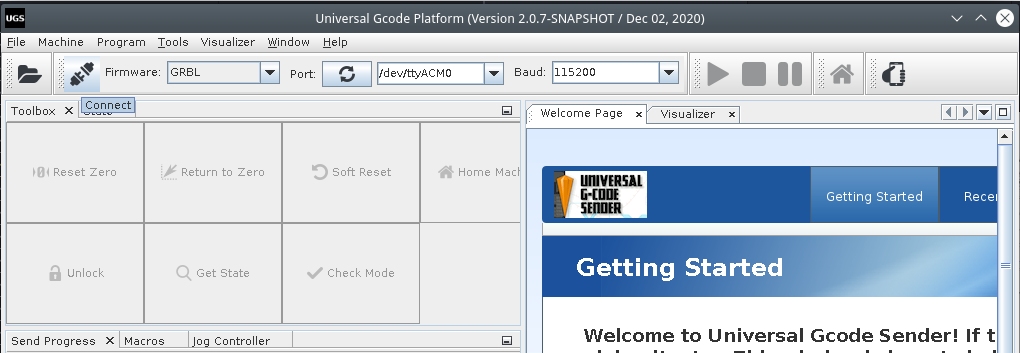 UGS
Universal Gcode Platform (Version 2.0.7-SNAPSHOT / Dec 02, 2020)
File Machine Program Tools Visualizer Window Help
Firmware: GRBL Port: /dev/ttyACM0 Baud: 115200
Connect
Toolbox State
Welcome Page Visualizer
Reset Zero Return to Zero Soft Reset Home Mach
UNIVERSAL
G-CODE
SENDER
Getting Started Recen
Unlock Get State Check Mode
Getting Started
Send Progress Macros Jog Controller
Welcome to Universal Gcode Sender! If t